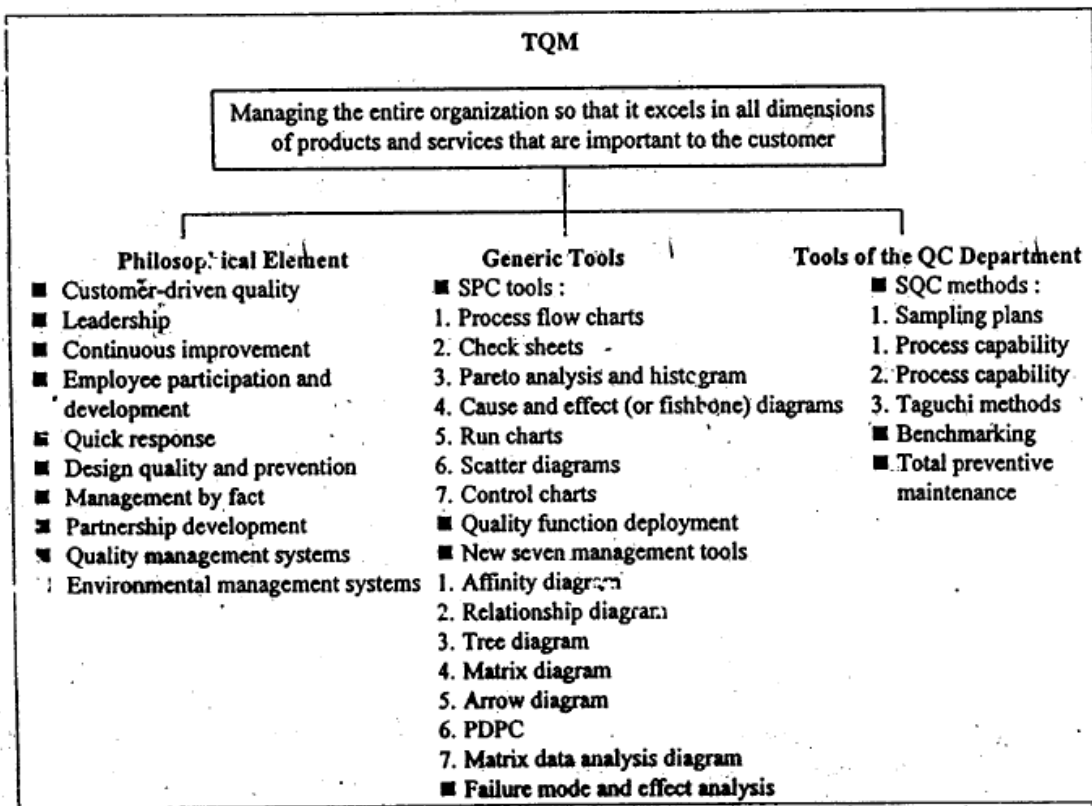 TQM
Managing the entire organization so that it excels in all dimensions
of products and services that are important to the customer
Philosophical Element
■ Customer-driven quality
■ Leadership
■ Continuous improvement
■ Employee participation and
development
■ Quick response
■ Design quality and prevention
■ Management by fact
■ Partnership development
■ Quality management systems
Environmental management systems
Generic Tools
■ SPC tools :
1. Process flow charts
2. Check sheets
3. Pareto analysis and histogram
4. Cause and effect (or fishbone) diagrams
5. Run charts
6. Scatter diagrams
7. Control charts
■ Quality function deployment
■ New seven management tools
1. Affinity diagram
2. Relationship diagram
3. Tree diagram
4. Matrix diagram
5. Arrow diagram
6. PDPC
7. Matrix data analysis diagram
■ Failure mode and effect analysis
Tools of the QC Department
■ SQC methods :
1. Sampling plans
1. Process capability
2. Process capability
3. Taguchi methods
■ Benchmarking
■ Total preventive
maintenance